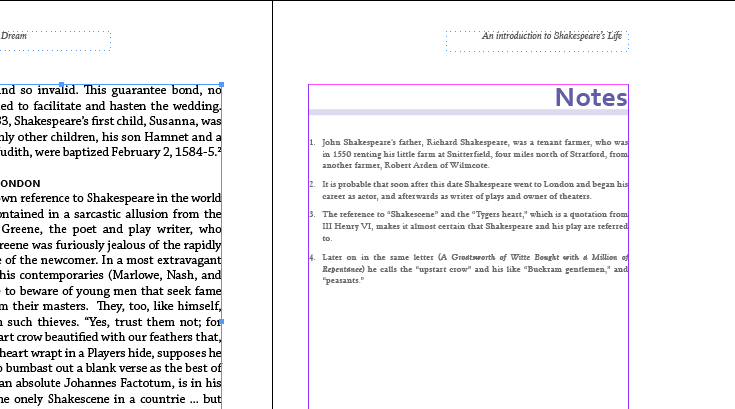 Dream
nd so invalid. This guarantee bond, no
ed to facilitate and hasten the wedding.
83, Shakespeare's first child, Susanna, was
nly other children, his son Hamnet and a
udith, were baptized February 2, 1584-5.²
ONDON
own reference to Shakespeare in the world
ontained in a sarcastic allusion from the
Greene, the poet and play writer, who
reene was furiously jealous of the rapidly
e of the newcomer. In a most extravagant
his contemporaries (Marlowe, Nash, and
to beware of young men that seek fame
m their masters. They, too, like himself,
n such thieves. "Yes, trust them not; for
art crow beautified with our feathers that,
heart wrapt in a Players hide, supposes he
o bumbast out a blank verse as the best of
an absolute Johannes Factotum, is in his
he onely Shakescene in a countrie ... but
An introduction to Shakespeare's Life
Notes
1. John Shakespeare's father, Richard Shakespeare, was a tenant farmer, who was
in 1550 renting his little farm at Snitterfield, four miles north of Stratford, from
another farmer, Robert Arden of Wilmcote.
2. It is probable that soon after this date Shakespeare went to London and began his
career as actor, and afterwards as writer of plays and owner of theaters.
3. The reference to "Shakescene" and the "Tygers heart," which is a quotation from
III Henry VI, makes it almost certain that Shakespeare and his play are referred
to.
4. Later on in the same letter (A Groatsworth of Witte Bought with a Million of
Repentance) he calls the "upstart crow" and his like "Buckram gentlemen," and
"peasants."